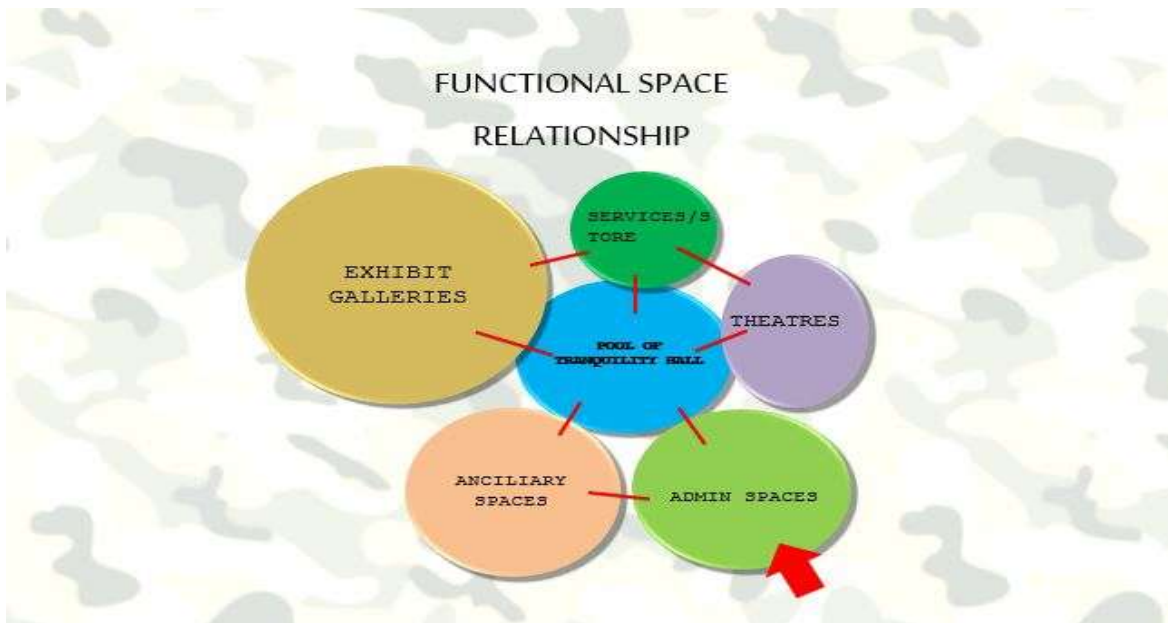 FUNCTIONAL SPACE
RELATIONSHIP
SERVICES/S
TORE
EXHIBIT
GALLERIES
THEATRES
POOL OF
TRANQUILITY HALL
ANCILIARY
SPACES
ADMIN SPACES